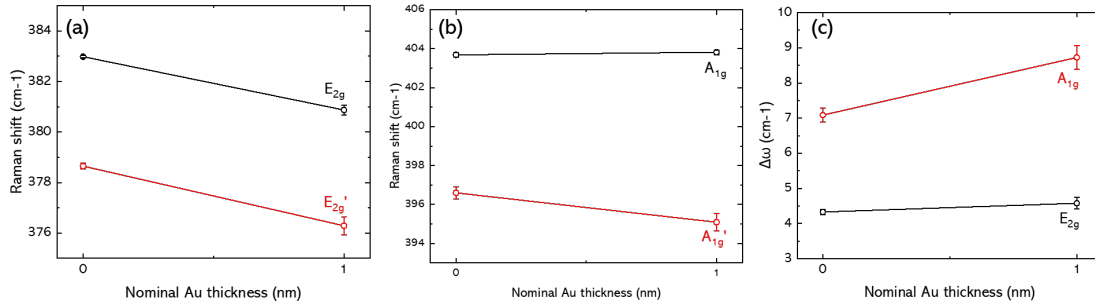 (a)
Raman shift (cm-1)
384
382
380
378
376
E2g
E2g'
0
1
Nominal Au thickness (nm)
(b)
Raman shift (cm-1)
406
404
402
400
398
396
394
A1g
A1g'
0
1
Nominal Au thickness (nm)
(c)
Δω (cm-1)
10
9
8
7
6
5
4
3
A1g
E2g
0
1
Nominal Au thickness (nm)